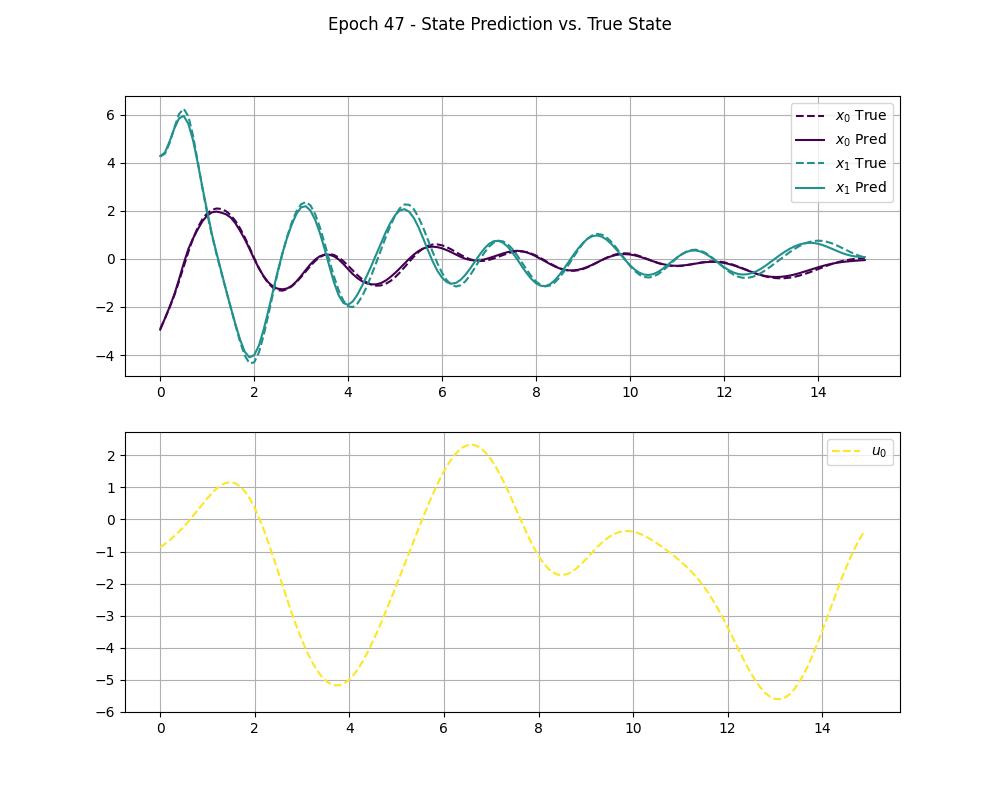 Epoch 47 - State Prediction vs. True State
6
4
2
0
−2
−4
x₀ True
x₀ Pred
x₁ True
x₁ Pred
0 2 4 6 8 10 12 14
2
1
0
−1
−2
−3
−4
−5
−6
u₀
0 2 4 6 8 10 12 14